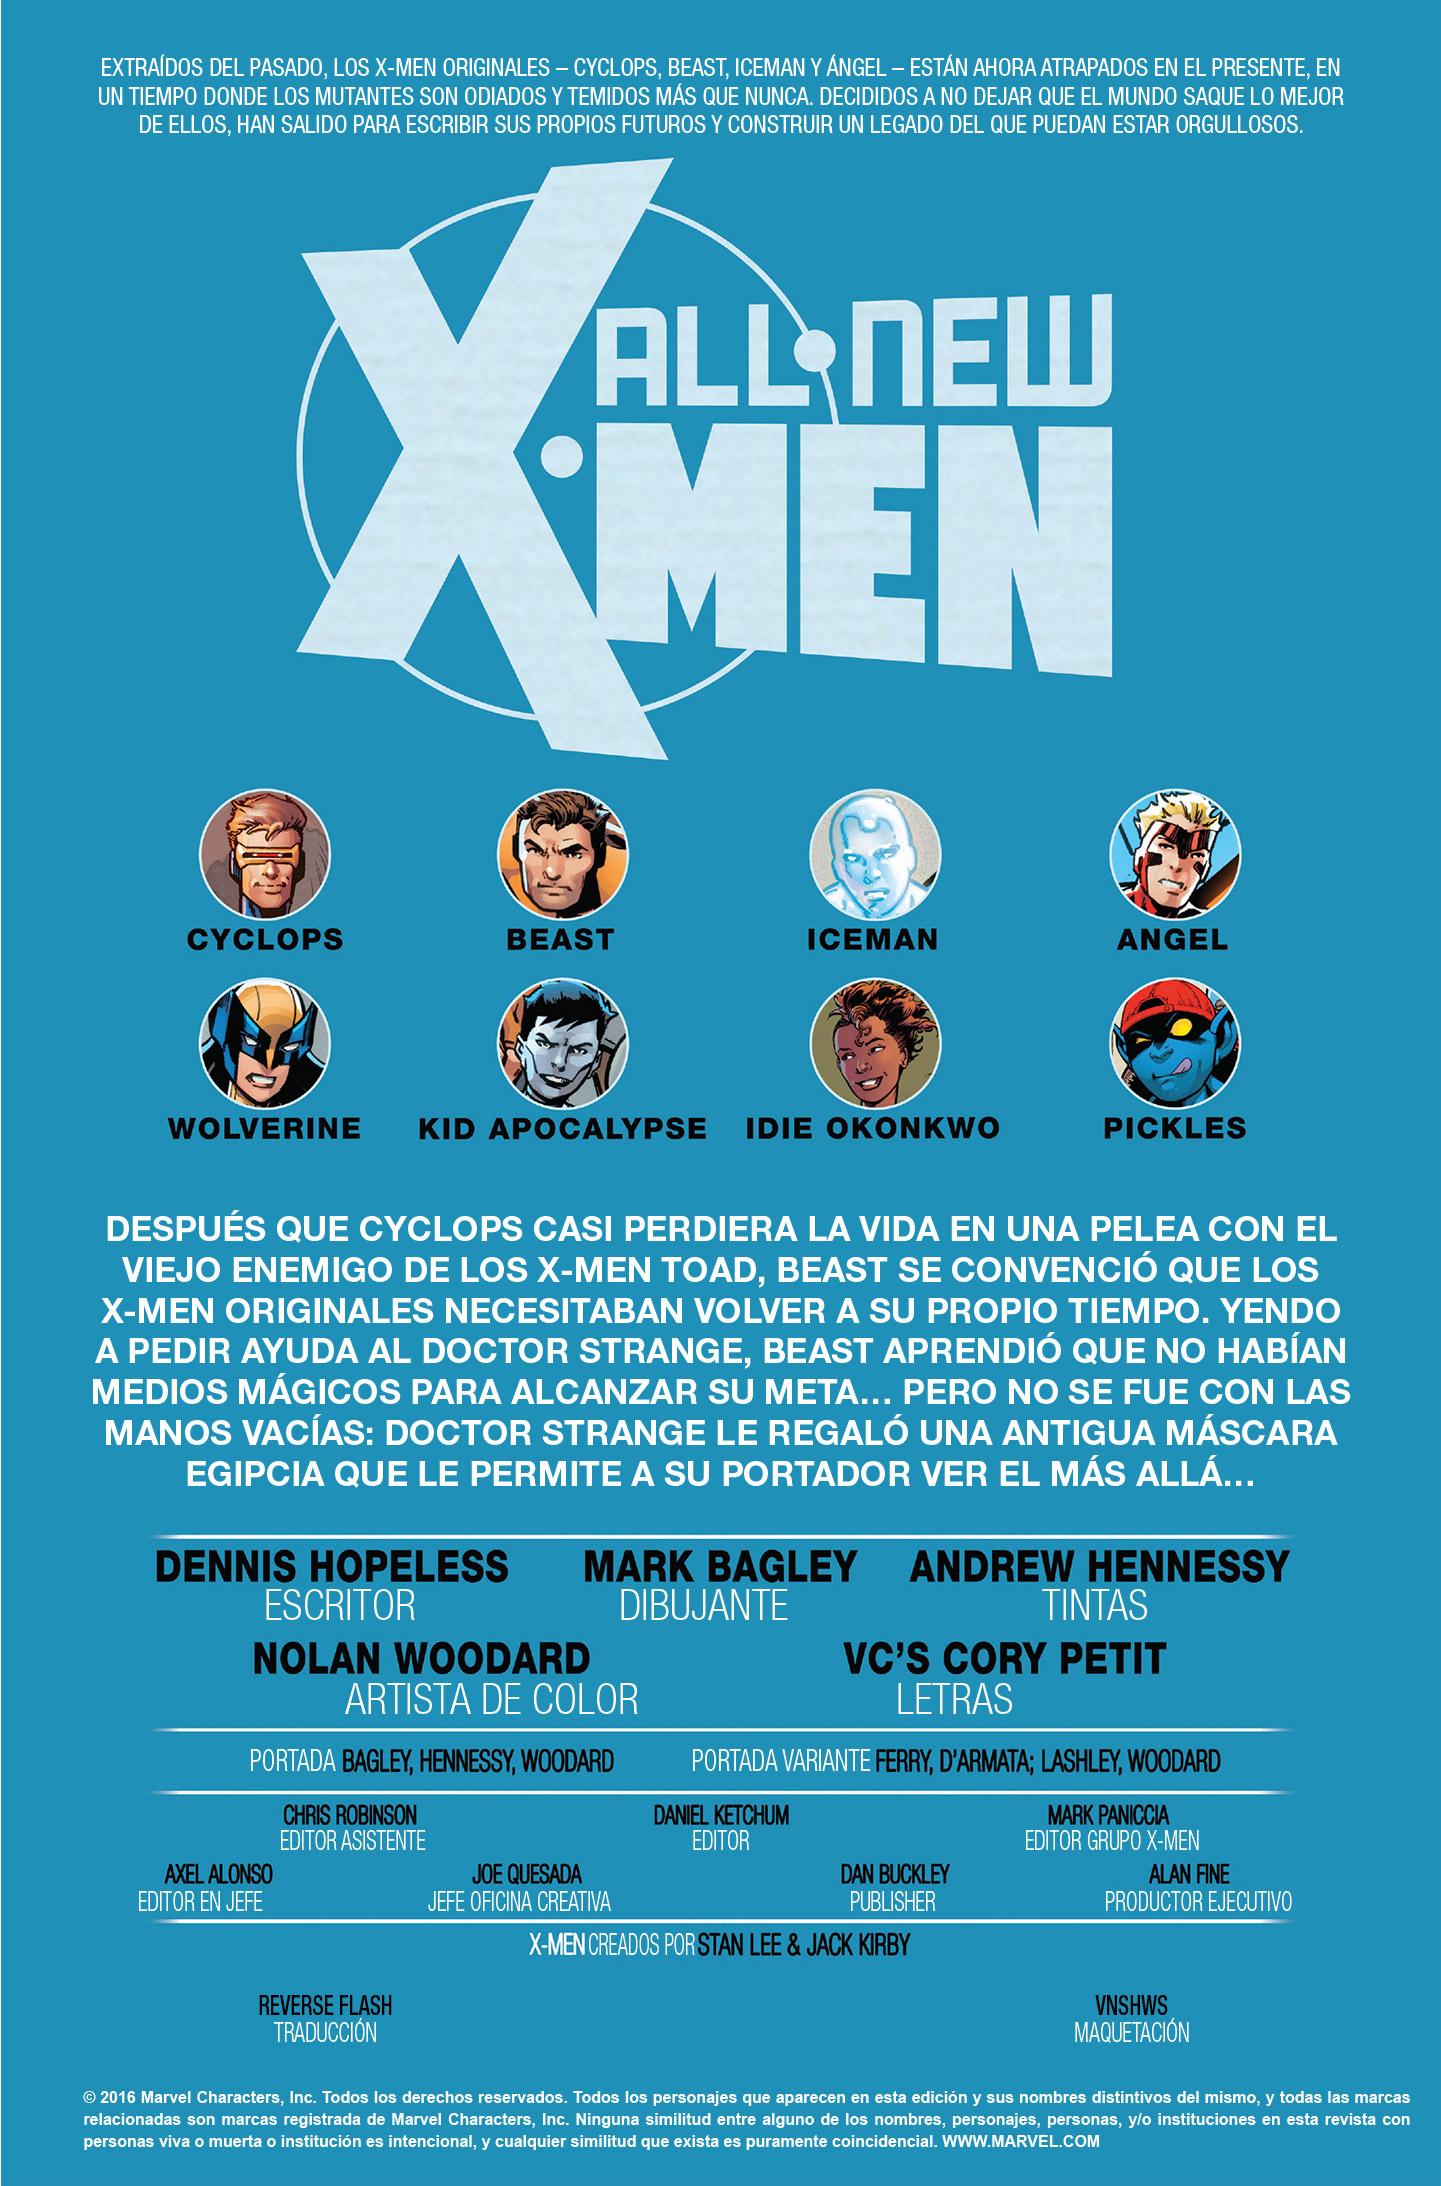 EXTRAÍDOS DEL PASADO, LOS X-MEN ORIGINALES – CYCLOPS, BEAST, ICEMAN Y ÁNGEL – ESTÁN AHORA ATRAPADOS EN EL PRESENTE, EN
UN TIEMPO DONDE LOS MUTANTES SON ODIADOS Y TEMIDOS MÁS QUE NUNCA. DECIDIDOS A NO DEJAR QUE EL MUNDO SAQUE LO MEJOR
DE ELLOS, HAN SALIDO PARA ESCRIBIR SUS PROPIOS FUTUROS Y CONSTRUIR UN LEGADO DEL QUE PUEDAN ESTAR ORGULLOSOS.
ALL•NEW
X•MEN
CYCLOPS BEAST ICEMAN ANGEL
WOLVERINE KID APOCALYPSE IDIE OKONKWO PICKLES
DESPUÉS QUE CYCLOPS CASI PERDIERA LA VIDA EN UNA PELEA CON EL
VIEJO ENEMIGO DE LOS X-MEN TOAD, BEAST SE CONVENCIÓ QUE LOS
X-MEN ORIGINALES NECESITABAN VOLVER A SU PROPIO TIEMPO. YENDO
A PEDIR AYUDA AL DOCTOR STRANGE, BEAST APRENDIÓ QUE NO HABÍAN
MEDIOS MÁGICOS PARA ALCANZAR SU META... PERO NO SE FUE CON LAS
MANOS VACÍAS: DOCTOR STRANGE LE REGALÓ UNA ANTIGUA MÁSCARA
EGIPCIA QUE LE PERMITE A SU PORTADOR VER EL MÁS ALLÁ...
DENNIS HOPELESS MARK BAGLEY ANDREW HENNESSY
ESCRITOR DIBUJANTE TINTAS
NOLAN WOODARD VC'S CORY PETIT
ARTISTA DE COLOR LETRAS
PORTADA BAGLEY, HENNESSY, WOODARD PORTADA VARIANTE FERRY, D'ARMATA; LASHLEY, WOODARD
CHRIS ROBINSON DANIEL KETCHUM MARK PANICCIA
EDITOR ASISTENTE EDITOR EDITOR GRUPO X-MEN
AXEL ALONSO JOE QUESADA DAN BUCKLEY ALAN FINE
EDITOR EN JEFE JEFE OFICINA CREATIVA PUBLISHER PRODUCTOR EJECUTIVO
X-MEN CREADOS POR STAN LEE & JACK KIRBY
REVERSE FLASH VNSHWS
TRADUCCIÓN MAQUETACIÓN
© 2016 Marvel Characters, Inc. Todos los derechos reservados. Todos los personajes que aparecen en esta edición y sus nombres distintivos del mismo, y todas las marcas
relacionadas son marcas registrada de Marvel Characters, Inc. Ninguna similitud entre alguno de los nombres, personajes, personas, y/o instituciones en esta revista con
personas viva o muerta o institución es intencional, y cualquier similitud que exista es puramente coincidencial. WWW.MARVEL.COM